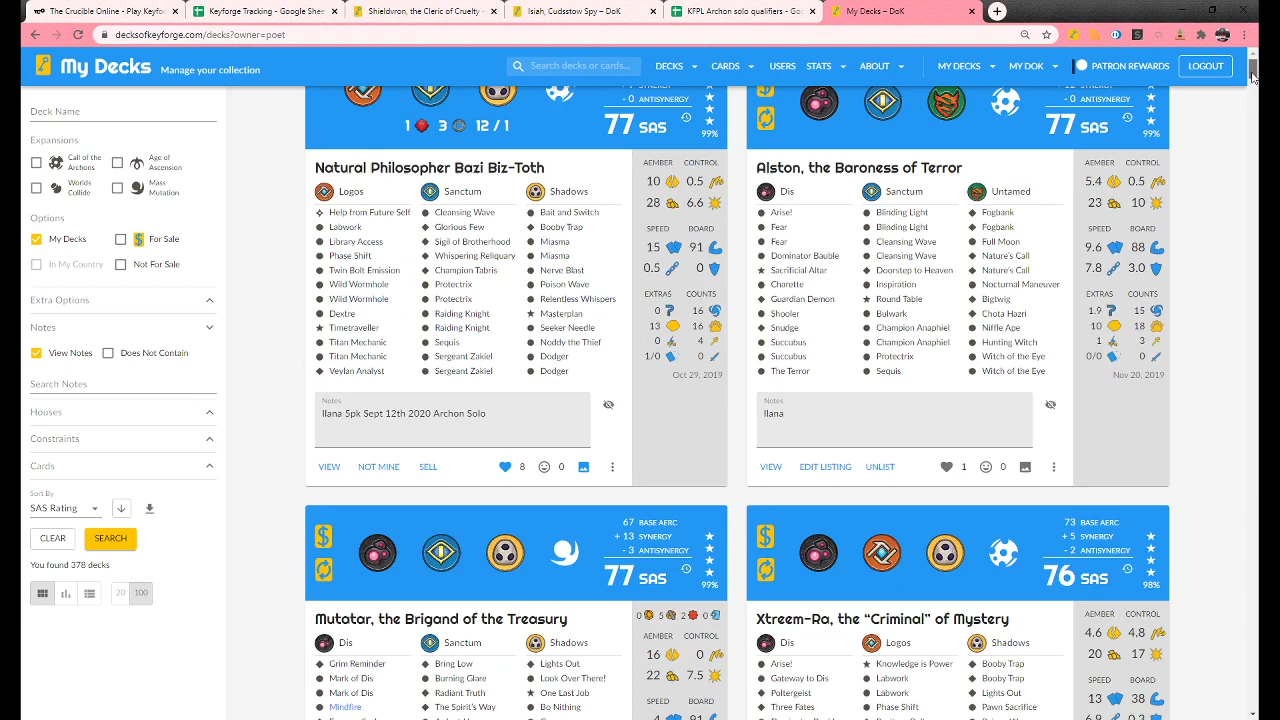 The Crucible Online - Play Keyfor
Keyforge Tracking - Google Shee
Shieldvron, the Cleric of Cruelty –
Isiah, Cudsstow Spy – DoK
KFPL Archon solo qualifiers - Go
My Decks – DoK
decksofkeyforge.com/decks?owner=poet
My Decks Manage your collection
Search decks or cards...
DECKS CARDS USERS STATS ABOUT MY DECKS MY DOK PATRON REWARDS LOGOUT
Deck Name
Expansions
Call of the Archons
Age of Ascension
Worlds Collide
Mass Mutation
Options
My Decks $ For Sale
In My Country Not For Sale
Extra Options
Notes
View Notes Does Not Contain
Search Notes
Houses
Constraints
Cards
Sort By
SAS Rating
CLEAR SEARCH
You found 378 decks
20 100
- 0 ANTISYNERGY
77 SAS
99%
1 3 12 / 1
Natural Philosopher Bazi Biz-Toth
Logos Sanctum Shadows
Help from Future Self Cleansing Wave Bait and Switch
Labwork Glorious Few Booby Trap
Library Access Sigil of Brotherhood Miasma
Phase Shift Whispering Reliquary Miasma
Twin Bolt Emission Champion Tabris Nerve Blast
Wild Wormhole Protectrix Poison Wave
Wild Wormhole Protectrix Relentless Whispers
Dextre Raiding Knight Masterplan
Timetraveller Raiding Knight Seeker Needle
Titan Mechanic Sequis Noddy the Thief
Titan Mechanic Sergeant Zakiel Dodger
Veylan Analyst Sergeant Zakiel Dodger
AEMBER CONTROL
10 0.5
28 6.6
SPEED BOARD
15 91
0.5 0
EXTRAS COUNTS
0 16
13 16
0 4
1/0 0
Oct 29, 2019
Notes
Ilana 5pk Sept 12th 2020 Archon Solo
VIEW NOT MINE SELL 8 0
- 0 ANTISYNERGY
77 SAS
99%
Alston, the Baroness of Terror
Dis Sanctum Untamed
Arise! Blinding Light Fogbank
Fear Blinding Light Fogbank
Fear Cleansing Wave Full Moon
Dominator Bauble Cleansing Wave Nature's Call
Sacrificial Altar Doorstep to Heaven Nature's Call
Charette Inspiration Nocturnal Maneuver
Guardian Demon Round Table Bigtwig
Shooler Bulwark Chota Hazri
Snudge Champion Anaphiel Niffle Ape
Succubus Champion Anaphiel Hunting Witch
Succubus Protectrix Witch of the Eye
The Terror Sequis Witch of the Eye
AEMBER CONTROL
5.4 0.5
23 10
SPEED BOARD
9.6 88
7.8 3.0
EXTRAS COUNTS
1.9 15
10 18
1 3
0/0 0
Nov 20, 2019
Notes
Ilana
VIEW EDIT LISTING UNLIST 1 0
$
67 BASE AERC
+ 13 SYNERGY
- 3 ANTISYNERGY
77 SAS
99%
Mutatar, the Brigand of the Treasury
0 5 2 0
Dis Sanctum Shadows
Grim Reminder Bring Low Lights Out
Mark of Dis Burning Glare Look Over There!
Mark of Dis Radiant Truth One Last Job
Mindfire The Spirit's Way Bo Nithing
AEMBER CONTROL
16 0
22 7.5
SPEED BOARD
4 91
$
73 BASE AERC
+ 5 SYNERGY
- 2 ANTISYNERGY
76 SAS
98%
Xtreem-Ra, the “Criminal” of Mystery
Dis Logos Shadows
Arise! Knowledge is Power Booby Trap
Gateway to Dis Labwork Booby Trap
Poltergeist Labwork Lights Out
Three Fates Phase Shift Pawn Sacrifice
AEMBER CONTROL
4.6 4.8
20 17
SPEED BOARD
13 38